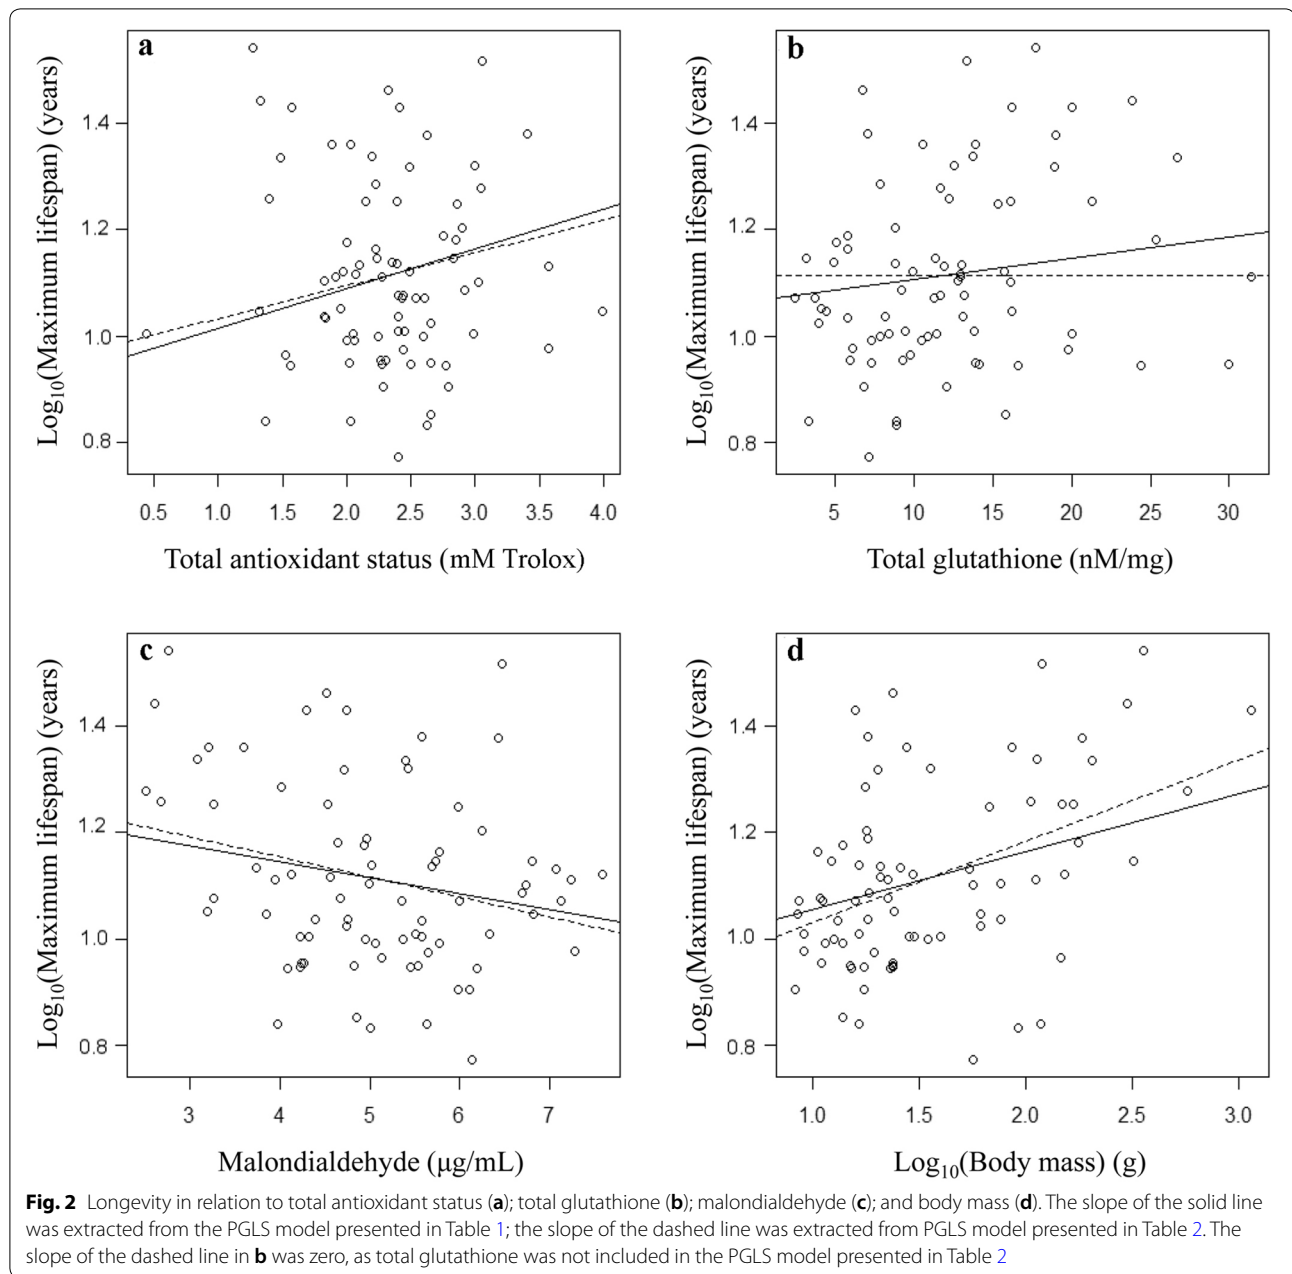 a
Log10(Maximum lifespan) (years)
1.4
1.2
1.0
0.8
0.5 1.0 1.5 2.0 2.5 3.0 3.5 4.0
Total antioxidant status (mM Trolox)
b
Log10(Maximum lifespan) (years)
1.4
1.2
1.0
0.8
5 10 15 20 25 30
Total glutathione (nM/mg)
c
Log10(Maximum lifespan) (years)
1.4
1.2
1.0
0.8
3 4 5 6 7
Malondialdehyde (µg/mL)
d
Log10(Maximum lifespan) (years)
1.4
1.2
1.0
0.8
1.0 1.5 2.0 2.5 3.0
Log10(Body mass) (g)
Fig. 2 Longevity in relation to total antioxidant status (a); total glutathione (b); malondialdehyde (c); and body mass (d). The slope of the solid line
was extracted from the PGLS model presented in Table 1; the slope of the dashed line was extracted from PGLS model presented in Table 2. The
slope of the dashed line in b was zero, as total glutathione was not included in the PGLS model presented in Table 2